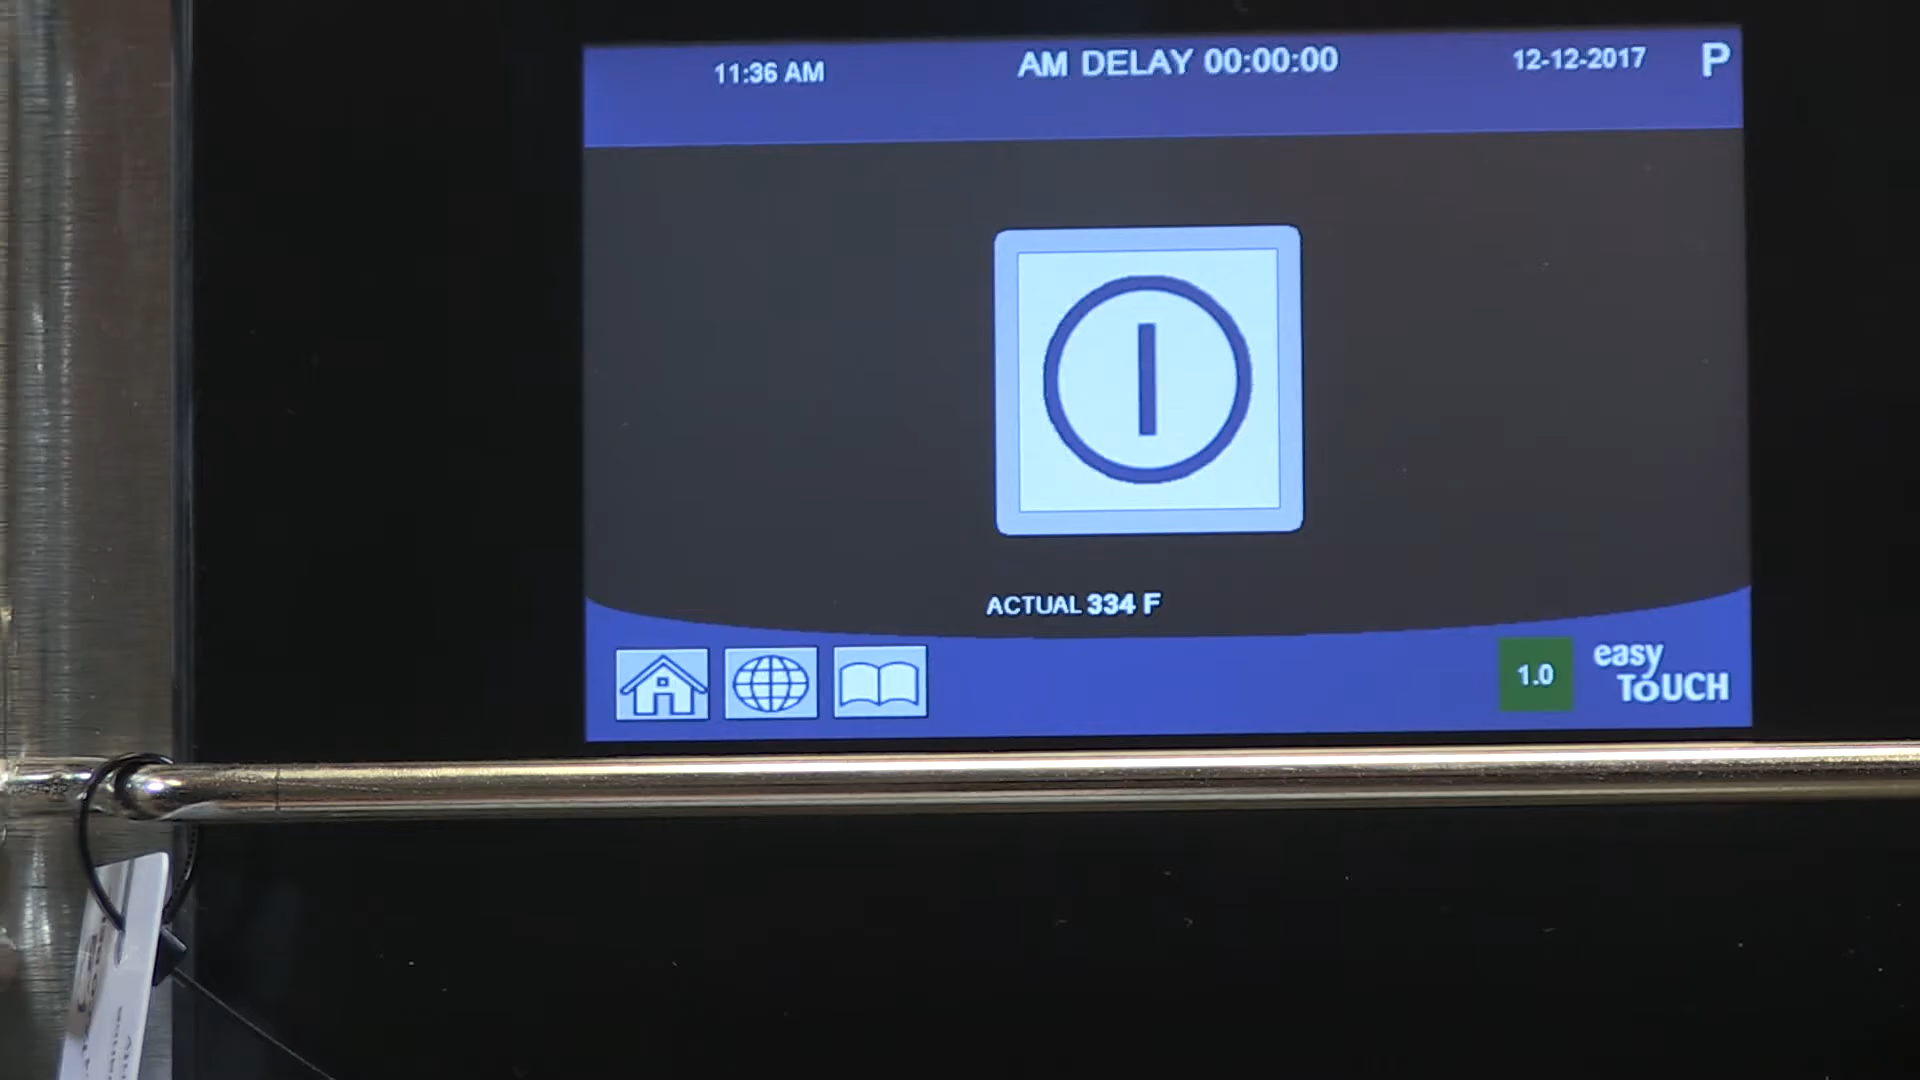 11:36 AM
AM DELAY 00:00:00
12-12-2017
P
ACTUAL 334 F
1.0
easy
TOUCH